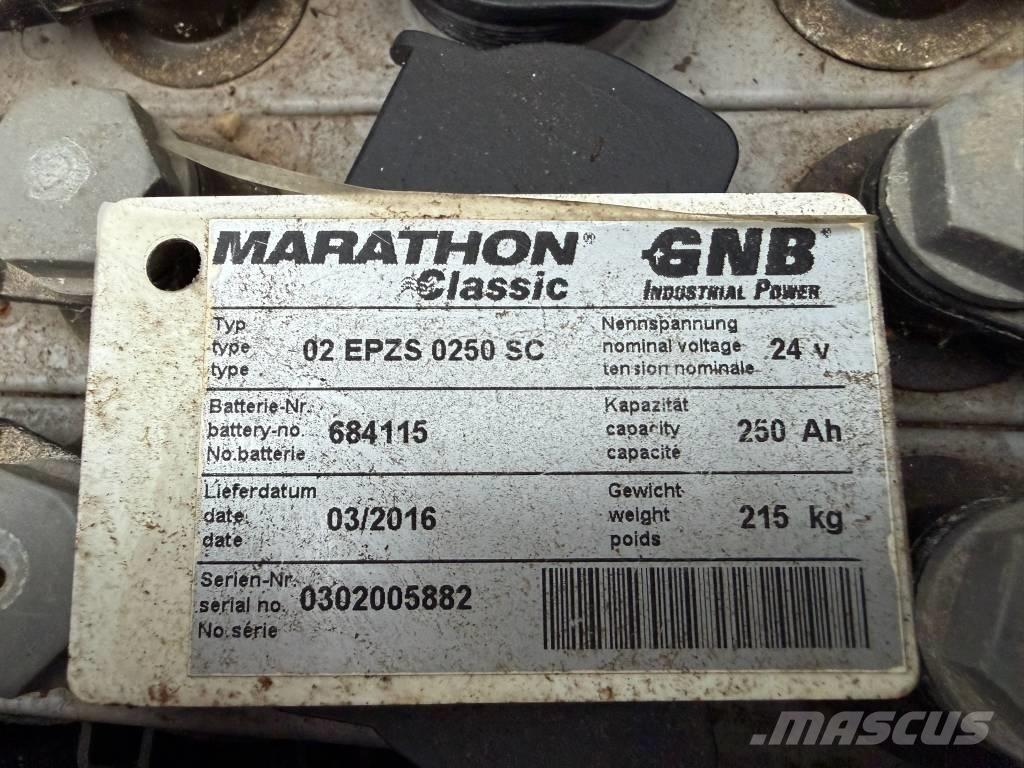 MARATHON® GNB®
Classic INDUSTRIAL POWER
Typ
type
type
02 EPZS 0250 SC
Nennspannung
nominal voltage
tension nominale
24 v
Batterie-Nr.
battery-no.
No.batterie
684115
Kapazität
capacity
capacité
250 Ah
Lieferdatum
date
date
03/2016
Gewicht
weight
poids
215 kg
Serien-Nr.
serial no.
No.série
0302005882
MASCUS